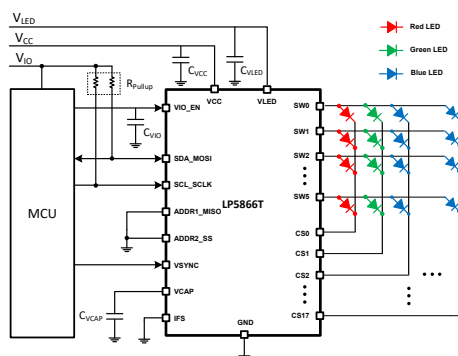 VLED
VCC
VIO
RPullup
CVCC
CVLED
Red LED
Green LED
Blue LED
VCC
VLED
VIO_EN
CVIO
SDA_MOSI
SCL_SCLK
MCU
LP5866T
ADDR1_MISO
ADDR2_SS
VSYNC
VCAP
CVCAP
IFS
GND
SW0
SW1
SW2
SW5
CS0
CS1
CS2
CS17